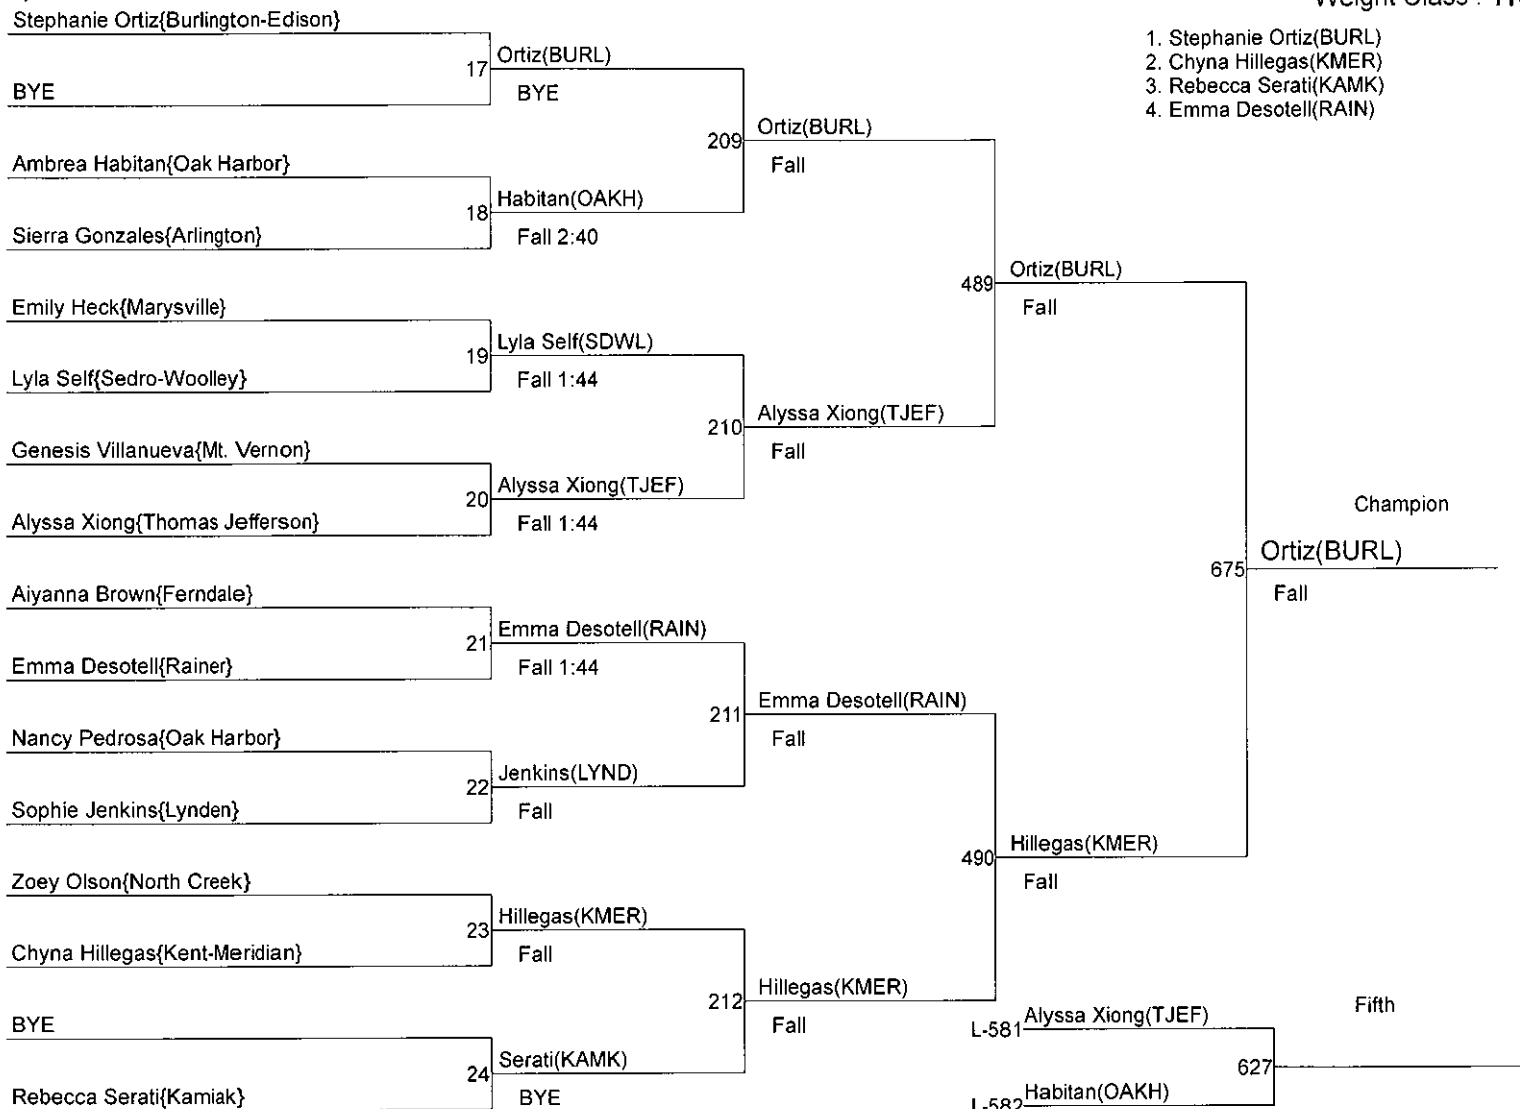 Stephanie Ortiz{Burlington-Edison}
17
BYE
Ortiz(BURL)
BYE
Ambrea Habitan{Oak Harbor}
18
Sierra Gonzales{Arlington}
Habitan(OAKH)
Fall 2:40
209
Ortiz(BURL)
Fall
Emily Heck{Marysville}
19
Lyla Self{Sedro-Woolley}
Lyla Self(SDWL)
Fall 1:44
Genesis Villanueva{Mt. Vernon}
20
Alyssa Xiong{Thomas Jefferson}
Alyssa Xiong(TJEF)
Fall 1:44
210
Alyssa Xiong(TJEF)
Fall
489
Ortiz(BURL)
Fall
Aiyanna Brown{Ferndale}
21
Emma Desotell{Rainer}
Emma Desotell(RAIN)
Fall 1:44
Nancy Pedrosa{Oak Harbor}
22
Sophie Jenkins{Lynden}
Jenkins(LYND)
Fall
211
Emma Desotell(RAIN)
Fall
Zoey Olson{North Creek}
23
Chyna Hillegas{Kent-Meridian}
Hillegas(KMER)
Fall
BYE
24
Rebecca Serati{Kamiak}
Serati(KAMK)
BYE
212
Hillegas(KMER)
Fall
490
Hillegas(KMER)
Fall
675
Champion
Ortiz(BURL)
Fall
1. Stephanie Ortiz(BURL)
2. Chyna Hillegas(KMER)
3. Rebecca Serati(KAMK)
4. Emma Desotell(RAIN)
L-581 Alyssa Xiong(TJEF)
627
L-582 Habitan(OAKH)
Fifth